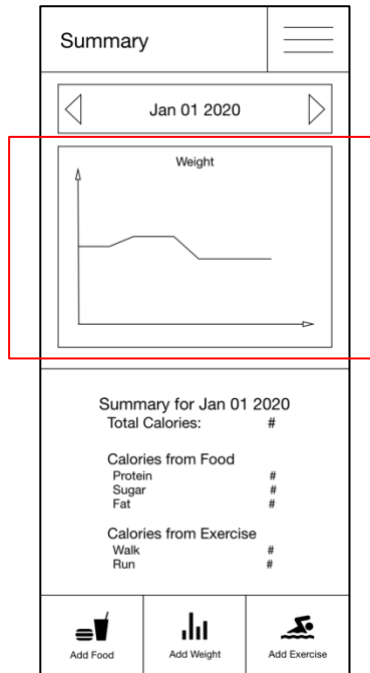 Summary
Jan 01 2020
Weight
Summary for Jan 01 2020
Total Calories: #
Calories from Food
Protein #
Sugar #
Fat #
Calories from Exercise
Walk #
Run #
Add Food
Add Weight
Add Exercise